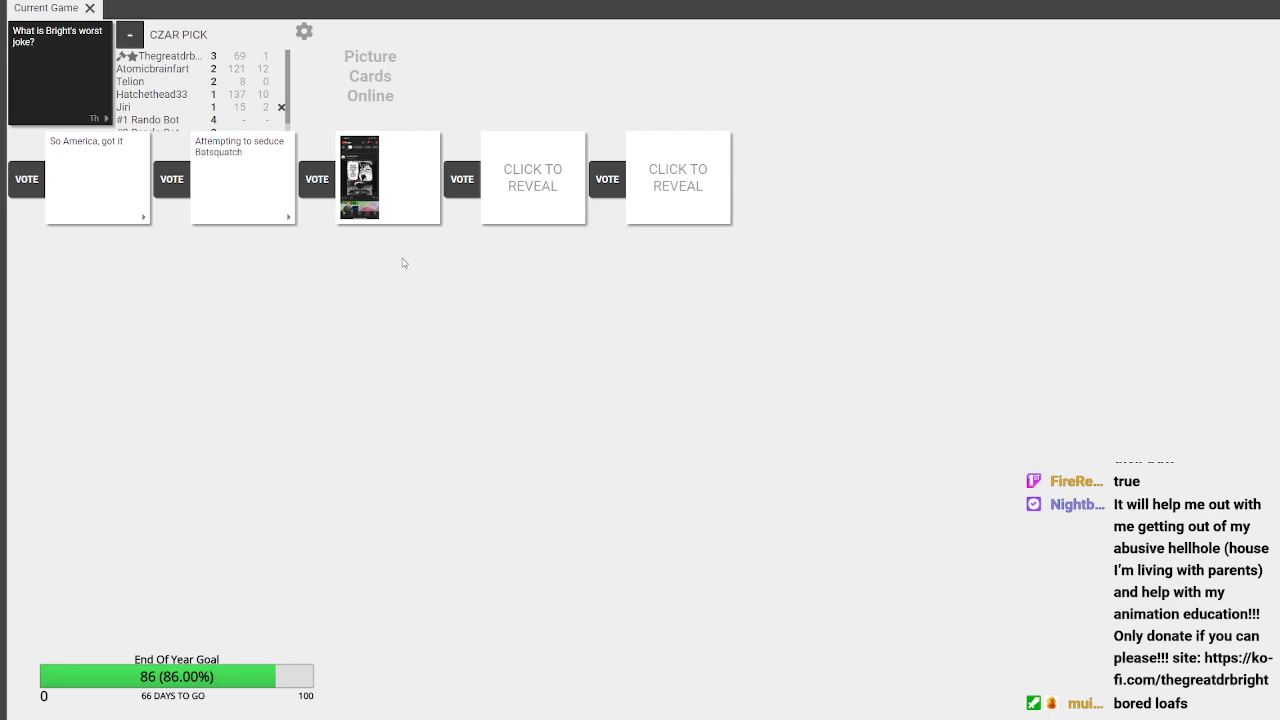 Current Game
What is Bright's worst
joke?
Th
-
CZAR PICK
Thegreatdrb... 3 69 1
Atomicbrainfart 2 121 12
Telion 2 8 0
Hatchethead33 1 137 10
Jiri 1 15 2
#1 Rando Bot 4 - -
Picture
Cards
Online
VOTE
So America, got it
VOTE
Attempting to seduce
Batsquatch
VOTE
VOTE
CLICK TO
REVEAL
VOTE
CLICK TO
REVEAL
FireRe... true
Nightb... It will help me out with
me getting out of my
abusive hellhole (house
I'm living with parents)
and help with my
animation education!!!
Only donate if you can
please!!! site: https://ko-
fi.com/thegreatdrbright
mui... bored loafs
End Of Year Goal
86 (86.00%)
0 66 DAYS TO GO 100